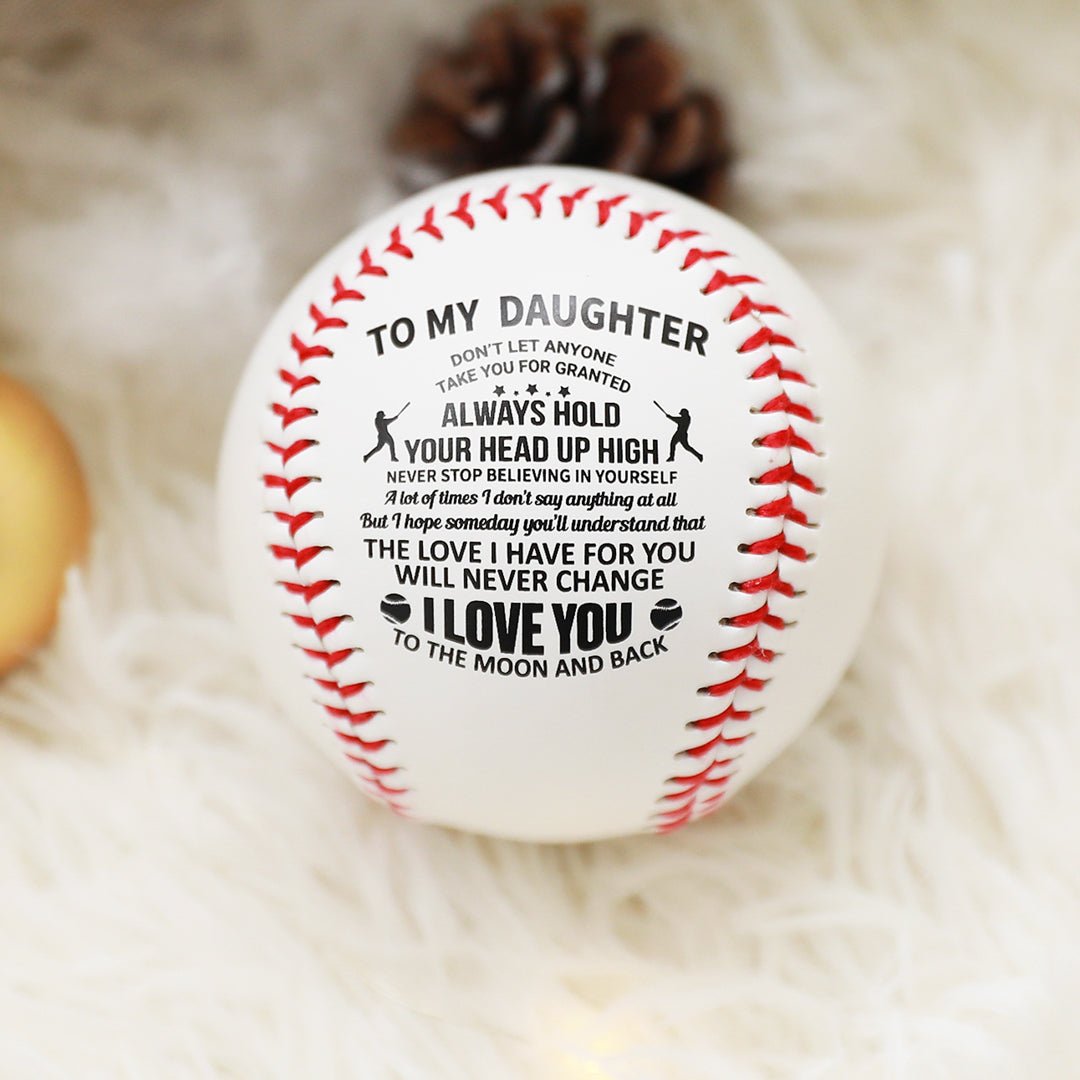 TO MY DAUGHTER
DON'T LET ANYONE
TAKE YOU FOR GRANTED
ALWAYS HOLD
YOUR HEAD UP HIGH
NEVER STOP BELIEVING IN YOURSELF
A lot of times I don't say anything at all
But I hope someday you'll understand that
THE LOVE I HAVE FOR YOU
WILL NEVER CHANGE
I LOVE YOU
TO THE MOON AND BACK